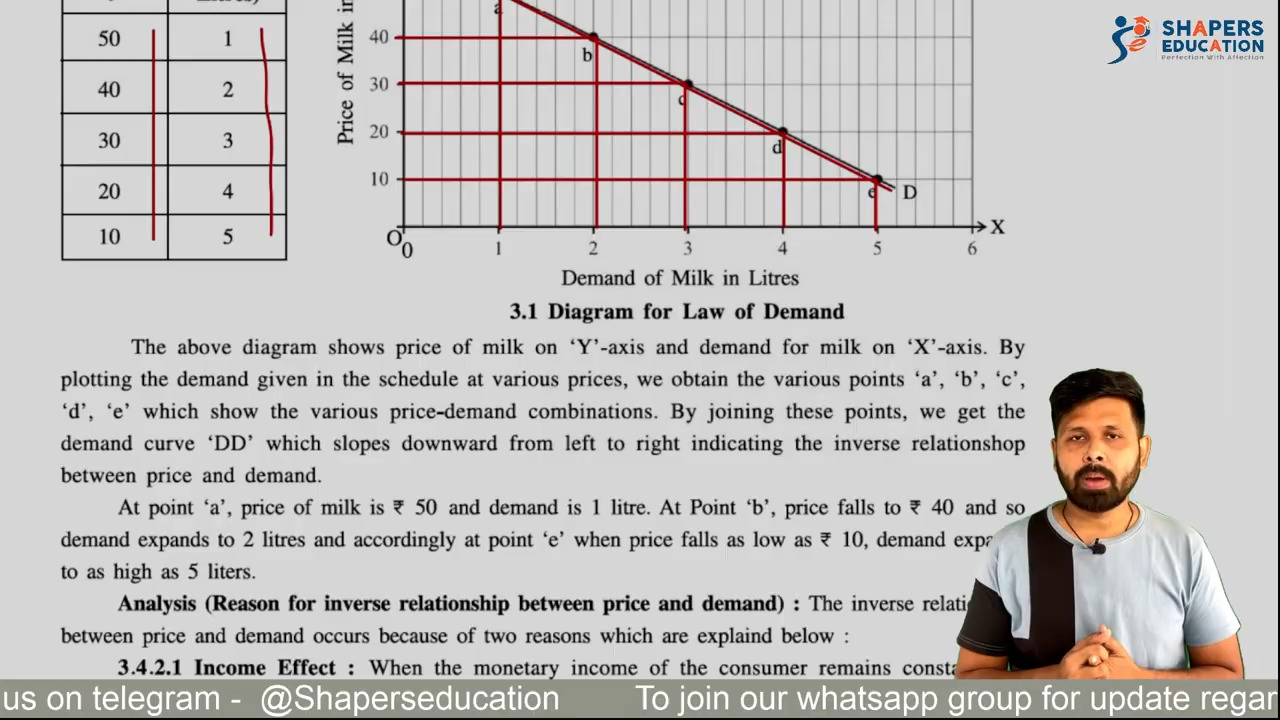 50 1
40 2
30 3
20 4
10 5
Price of Milk in
a
40
b
30
c
20
d
10
e D
O
0 1 2 3 4 5 6 X
Demand of Milk in Litres
3.1 Diagram for Law of Demand
The above diagram shows price of milk on ‘Y’-axis and demand for milk on ‘X’-axis. By
plotting the demand given in the schedule at various prices, we obtain the various points ‘a’, ‘b’, ‘c’,
‘d’, ‘e’ which show the various price-demand combinations. By joining these points, we get the
demand curve ‘DD’ which slopes downward from left to right indicating the inverse relationshop
between price and demand.
At point ‘a’, price of milk is ₹ 50 and demand is 1 litre. At Point ‘b’, price falls to ₹ 40 and so
demand expands to 2 litres and accordingly at point ‘e’ when price falls as low as ₹ 10, demand expa
to as high as 5 liters.
Analysis (Reason for inverse relationship between price and demand) : The inverse relati
between price and demand occurs because of two reasons which are explaind below :
3.4.2.1 Income Effect : When the monetary income of the consumer remains consta
SHAPERS
EDUCATION
Perfection With Affection
us on telegram - @Shaperseducation To join our whatsapp group for update regar